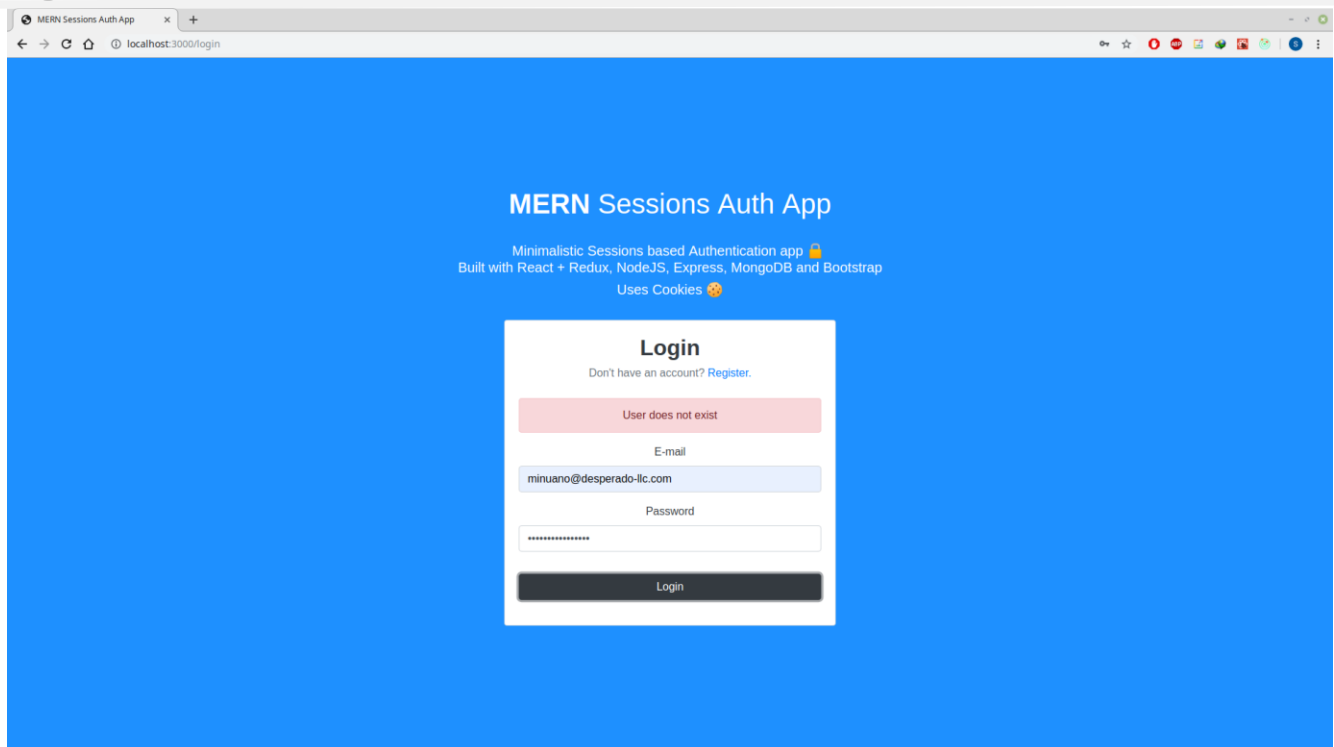 MERN Sessions Auth App
localhost:3000/login
ABP
S
MERN Sessions Auth App
Minimalistic Sessions based Authentication app 🔒
Built with React + Redux, NodeJS, Express, MongoDB and Bootstrap
Uses Cookies 🍪
Login
Don't have an account? Register.
User does not exist
E-mail
minuano@desperado-llc.com
Password
••••••••••••••••
Login